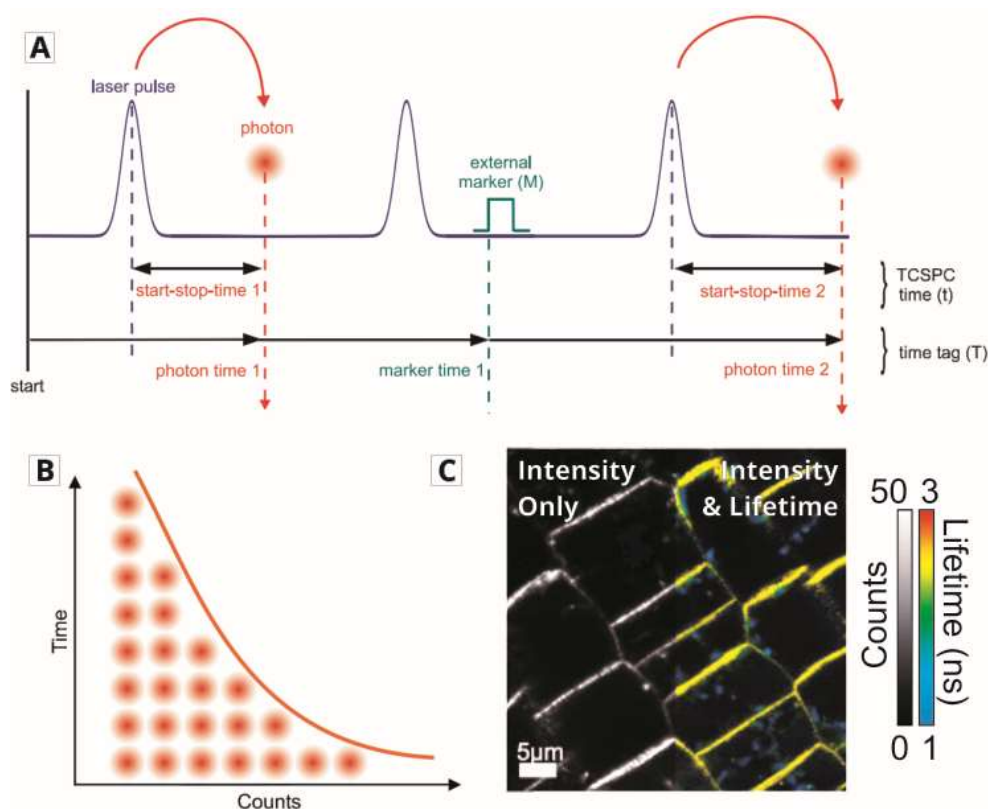 A
laser pulse
photon
external
marker (M)
start-stop-time 1
start-stop-time 2
TCSPC
time (t)
start
photon time 1
marker time 1
photon time 2
time tag (T)
B
Time
Counts
C
Intensity
Only
Intensity
& Lifetime
5µm
50
3
Counts
Lifetime (ns)
0
1